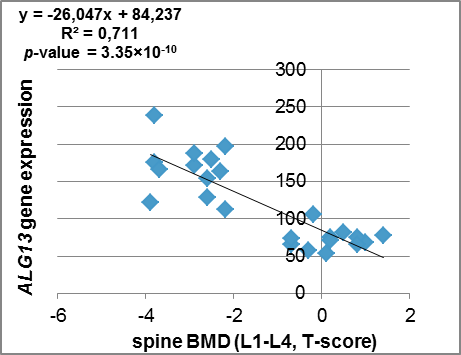 y = -26,047x + 84,237
R² = 0,711
p-value = 3.35×10⁻¹⁰
300
250
200
150
100
50
0
-6 -4 -2 0 2
ALG13 gene expression
spine BMD (L1-L4, T-score)